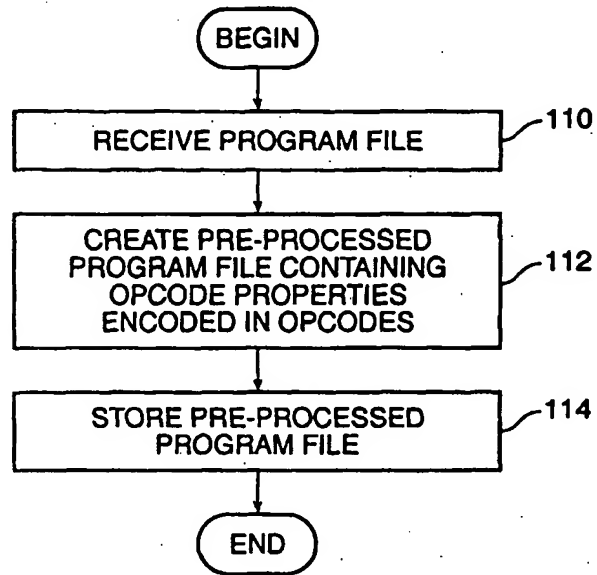 BEGIN
RECEIVE PROGRAM FILE
110
CREATE PRE-PROCESSED
PROGRAM FILE CONTAINING
OPCODE PROPERTIES
ENCODED IN OPCODES
112
STORE PRE-PROCESSED
PROGRAM FILE
114
END